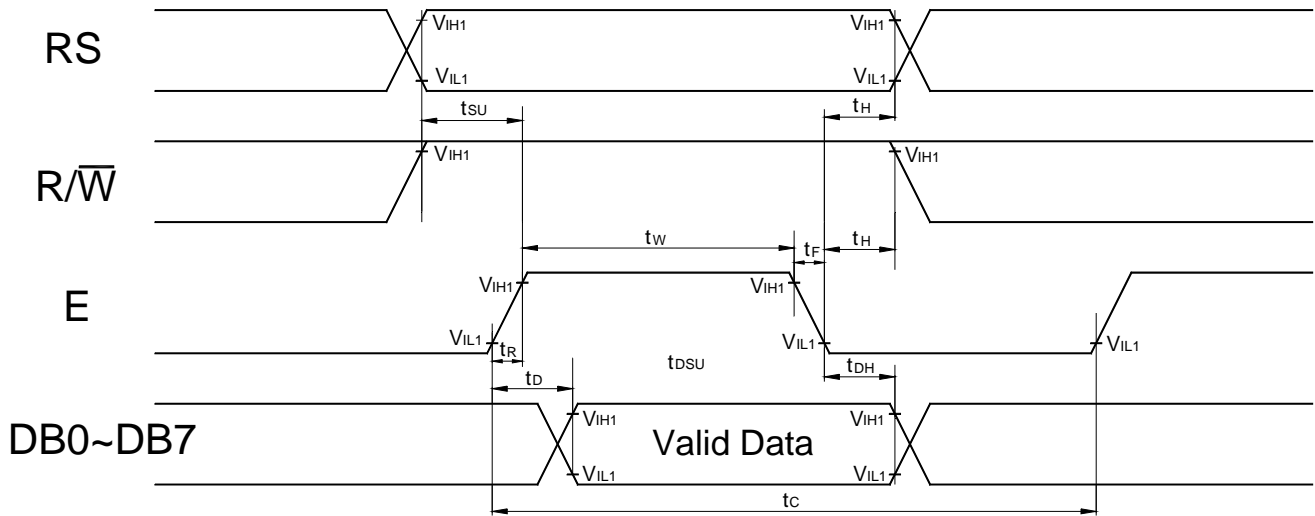 RS
VIH1
VIL1
VIH1
VIL1
tSU
tH
R/W̅
VIH1
VIH1
tW
tF
tH
E
VIH1
VIL1
VIH1
VIL1
VIL1
tR
tD
tDSU
tDH
DB0~DB7
VIH1
VIL1
Valid Data
VIH1
VIL1
tC